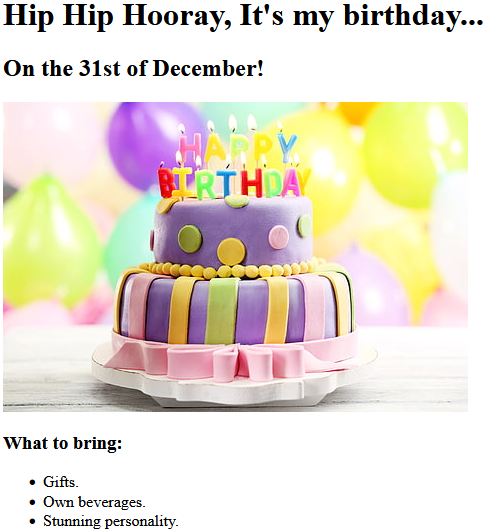 Hip Hip Hooray, It's my birthday...
On the 31st of December!
HAPPY
BIRTHDAY
What to bring:
Gifts.
Own beverages.
Stunning personality.